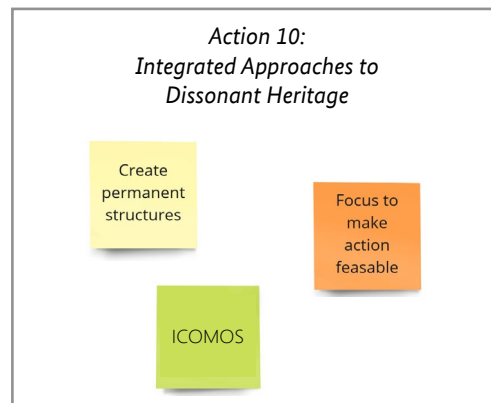 Action 10:
Integrated Approaches to
Dissonant Heritage
Create
permanent
structures
Focus to
make
action
feasable
ICOMOS